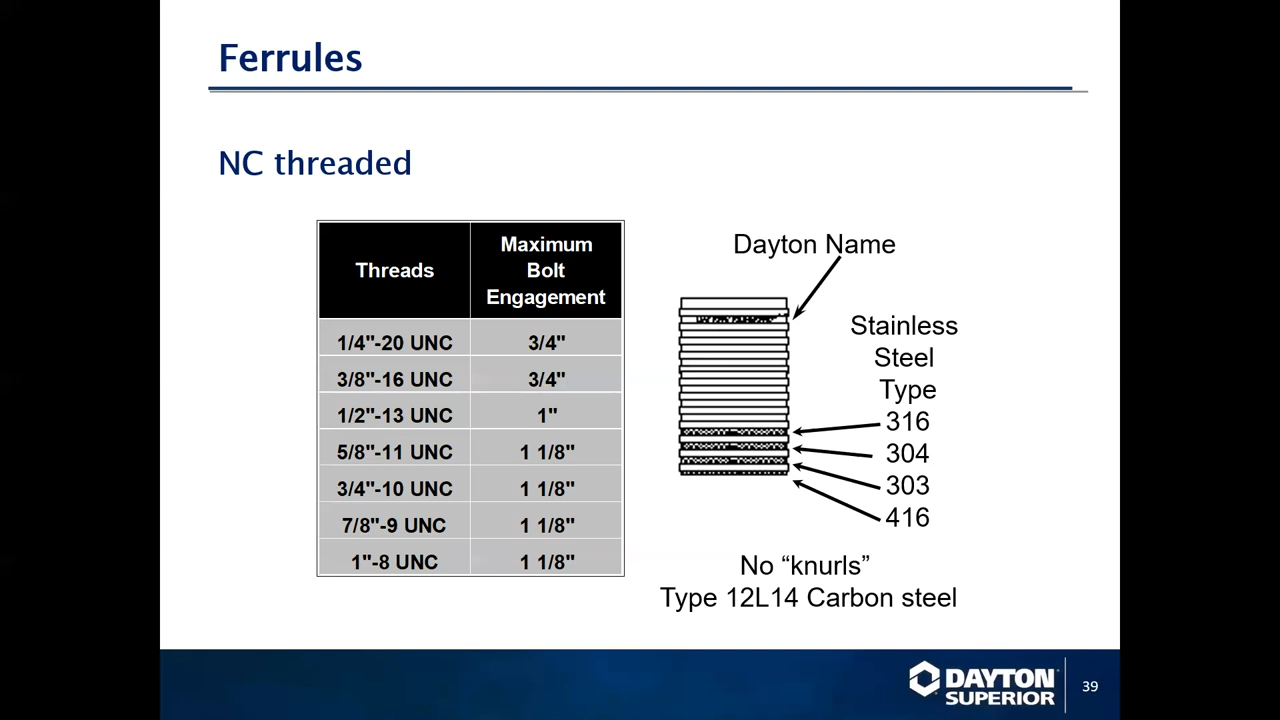 Ferrules
NC threaded
Threads
Maximum
Bolt
Engagement
1/4"-20 UNC 3/4"
3/8"-16 UNC 3/4"
1/2"-13 UNC 1"
5/8"-11 UNC 1 1/8"
3/4"-10 UNC 1 1/8"
7/8"-9 UNC 1 1/8"
1"-8 UNC 1 1/8"
Dayton Name
Stainless
Steel
Type
316
304
303
416
No “knurls”
Type 12L14 Carbon steel
DAYTON
SUPERIOR
39